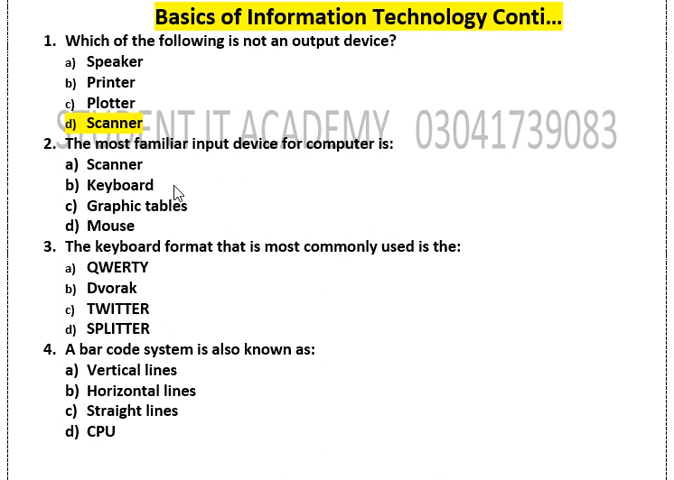 Basics of Information Technology Conti...
1. Which of the following is not an output device?
a) Speaker
b) Printer
c) Plotter
d) Scanner
STUDENT IT ACADEMY 03041739083
2. The most familiar input device for computer is:
a) Scanner
b) Keyboard
c) Graphic tables
d) Mouse
3. The keyboard format that is most commonly used is the:
a) QWERTY
b) Dvorak
c) TWITTER
d) SPLITTER
4. A bar code system is also known as:
a) Vertical lines
b) Horizontal lines
c) Straight lines
d) CPU